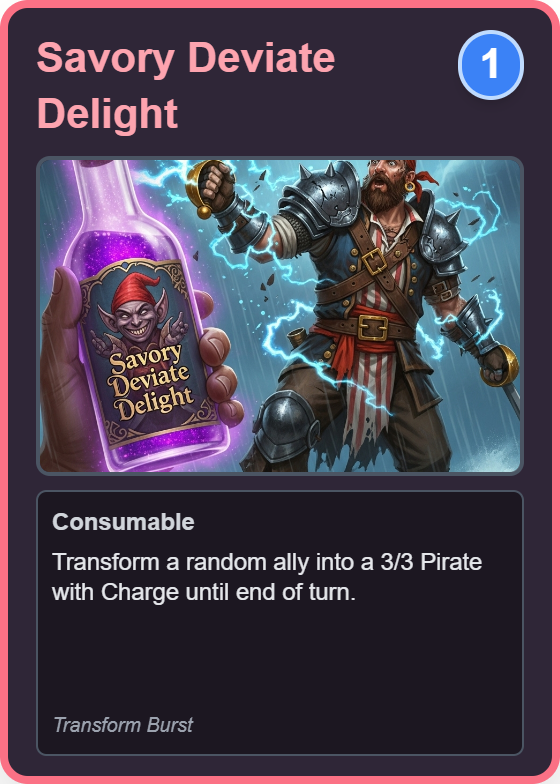 Savory Deviate
Delight
1
Savory
Deviate
Delight
Consumable
Transform a random ally into a 3/3 Pirate
with Charge until end of turn.
Transform Burst